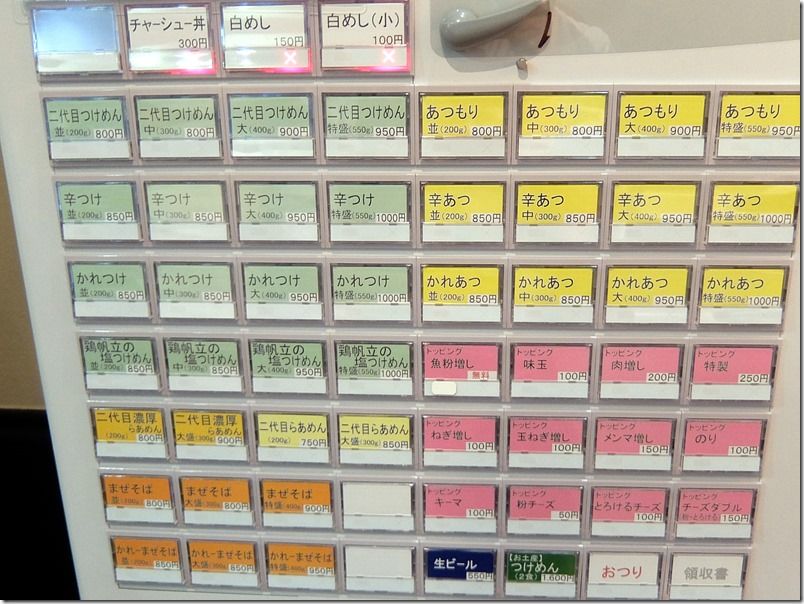 チャーシュー丼
300円
白めし
150円
白めし(小)
100円
二代目つけめん
並(200g)800円
二代目つけめん
中(300g)800円
二代目つけめん
大(400g)900円
二代目つけめん
特盛(550g)950円
あつもり
並(200g)800円
あつもり
中(300g)800円
あつもり
大(400g)900円
あつもり
特盛(550g)950円
辛つけ
並(200g)850円
辛つけ
中(300g)850円
辛つけ
大(400g)950円
辛つけ
特盛(550g)1000円
辛あつ
並(200g)850円
辛あつ
中(300g)850円
辛あつ
大(400g)950円
辛あつ
特盛(550g)1000円
かれつけ
並(200g)850円
かれつけ
中(300g)850円
かれつけ
大(400g)950円
かれつけ
特盛(550g)1000円
かれあつ
並(200g)850円
かれあつ
中(300g)850円
かれあつ
大(400g)950円
かれあつ
特盛(550g)1000円
鶏帆立の
塩つけめん
並(200g)850円
鶏帆立の
塩つけめん
中(300g)850円
鶏帆立の
塩つけめん
大(400g)950円
鶏帆立の
塩つけめん
特盛(550g)1000円
トッピング
魚粉増し
無料
トッピング
味玉
100円
トッピング
肉増し
200円
トッピング
特製
250円
二代目濃厚
らあめん
(200g)800円
二代目濃厚
らあめん
大盛(300g)900円
二代目らあめん
(200g)750円
二代目らあめん
大盛(300g)850円
トッピング
ねぎ増し
100円
トッピング
玉ねぎ増し
100円
トッピング
メンマ増し
150円
トッピング
のり
100円
まぜそば
並(200g)800円
まぜそば
大盛(300g)800円
まぜそば
特盛(400g)900円
トッピング
キーマ
100円
トッピング
粉チーズ
50円
トッピング
とろけるチーズ
100円
トッピング
チーズダブル
粉+とろける150円
かれーまぜそば
並(200g)850円
かれーまぜそば
大盛(300g)850円
かれーまぜそば
特盛(400g)950円
生ビール
550円
【お土産】
つけめん
(2食)1,600円
おつり
領収書